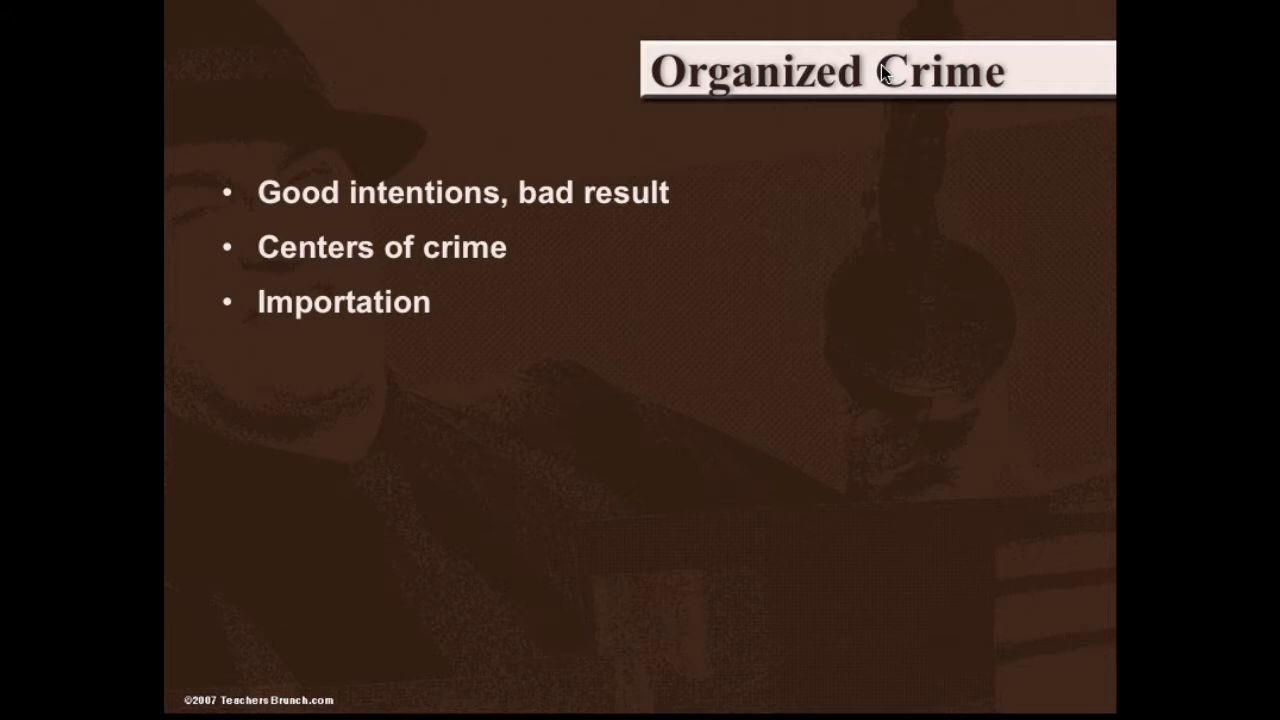 Organized Crime
• Good intentions, bad result
• Centers of crime
• Importation
©2007 TeachersBrunch.com